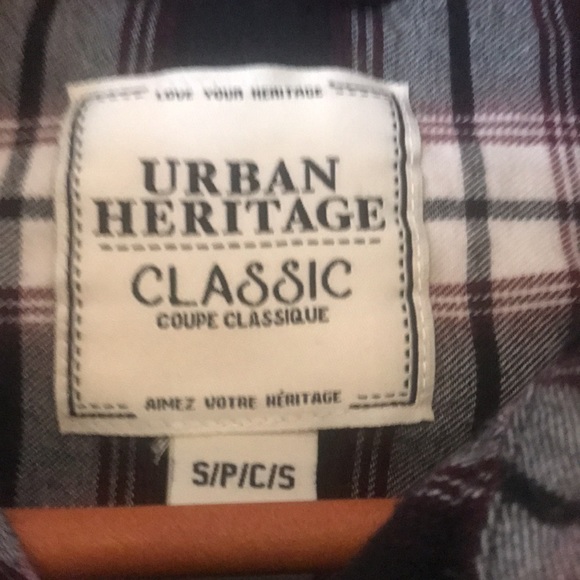 LOVE YOUR HERITAGE
URBAN
HERITAGE
CLASSIC
COUPE CLASSIQUE
AIMEZ VOTRE HÉRITAGE
S/P/C/S